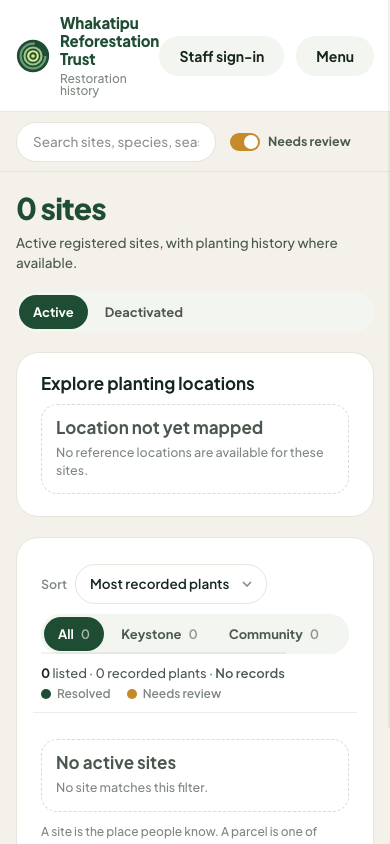 Whakatipu
Reforestation
Trust
Restoration
history
Staff sign-in
Menu
Search sites, species, sea
Needs review
0 sites
Active registered sites, with planting history where
available.
Active
Deactivated
Explore planting locations
Location not yet mapped
No reference locations are available for these
sites.
Sort
Most recorded plants
All 0
Keystone 0
Community 0
0 listed · 0 recorded plants · No records
Resolved
Needs review
No active sites
No site matches this filter.
A site is the place people know. A parcel is one of